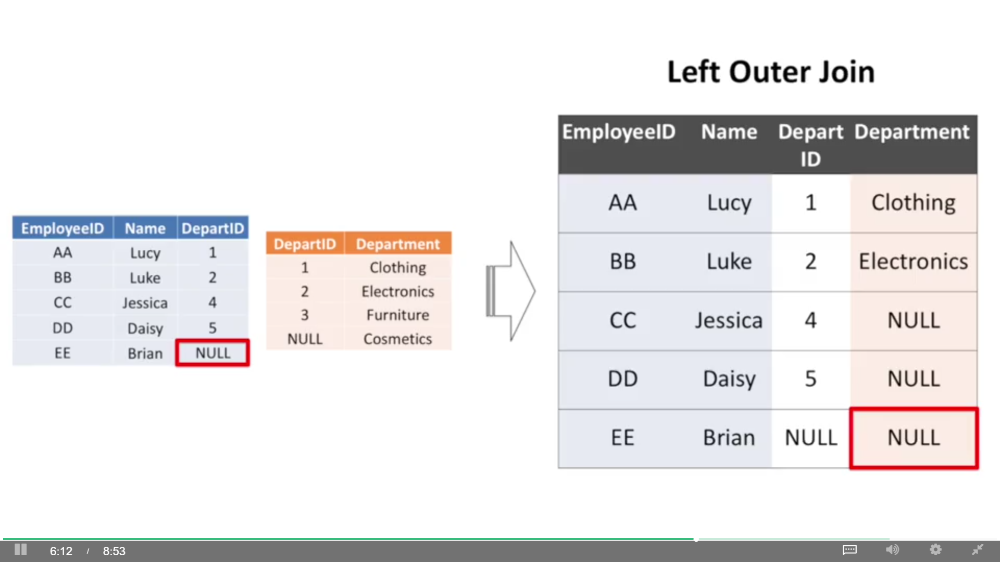 Left Outer Join
EmployeeID Name DepartID
AA Lucy 1
BB Luke 2
CC Jessica 4
DD Daisy 5
EE Brian NULL
DepartID Department
1 Clothing
2 Electronics
3 Furniture
NULL Cosmetics
EmployeeID Name Depart Department
ID
AA Lucy 1 Clothing
BB Luke 2 Electronics
CC Jessica 4 NULL
DD Daisy 5 NULL
EE Brian NULL NULL
6:12 / 8:53